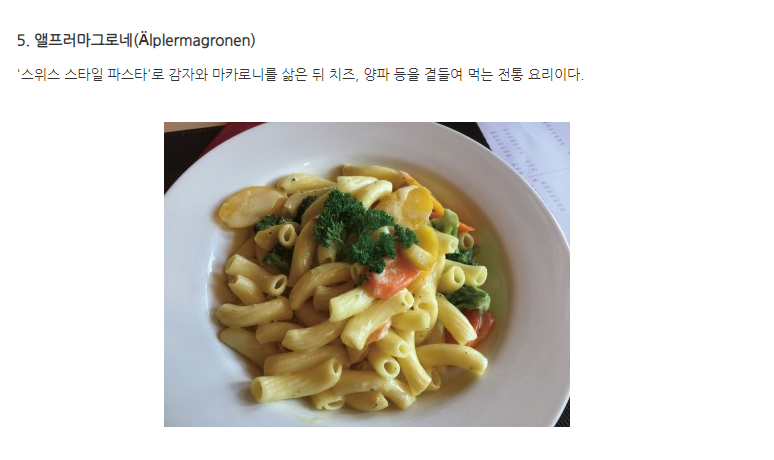 5. 앨프러마그로네(Älplermagronen)
'스위스 스타일 파스타'로 감자와 마카로니를 삶은 뒤 치즈, 양파 등을 곁들여 먹는 전통 요리이다.